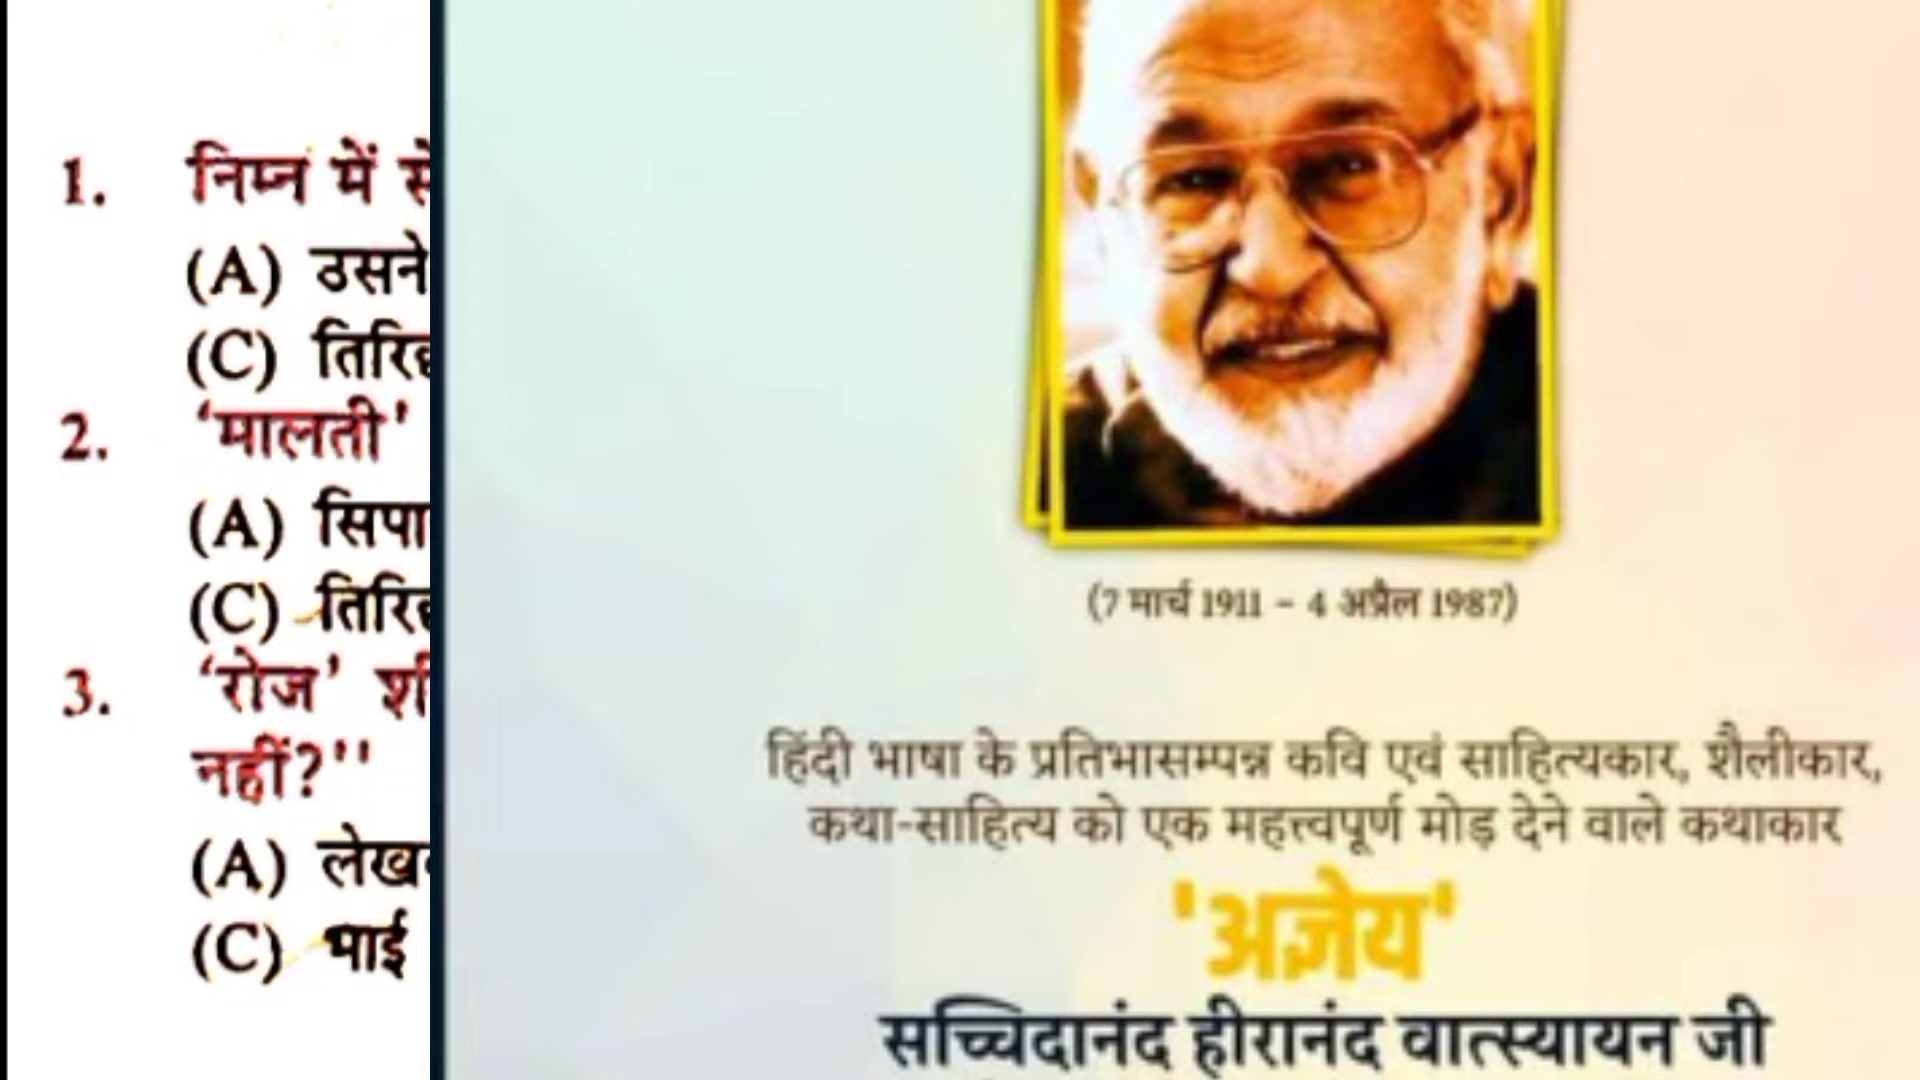 1. निम्न में से
(A) उसने
(C)
2. 'मालती'
(A)
(C)
3. 'रोज'
नहीं?''
(A)
(C) भाई
(7 मार्च 1911 - 4 अप्रैल 1987)
हिंदी भाषा के प्रतिभासम्पन्न कवि एवं साहित्यकार, शैलीकार,
कथा-साहित्य को एक महत्त्वपूर्ण मोड़ देने वाले कथाकार
'अज्ञेय'
सच्चिदानंद हीरानंद वात्स्यायन जी